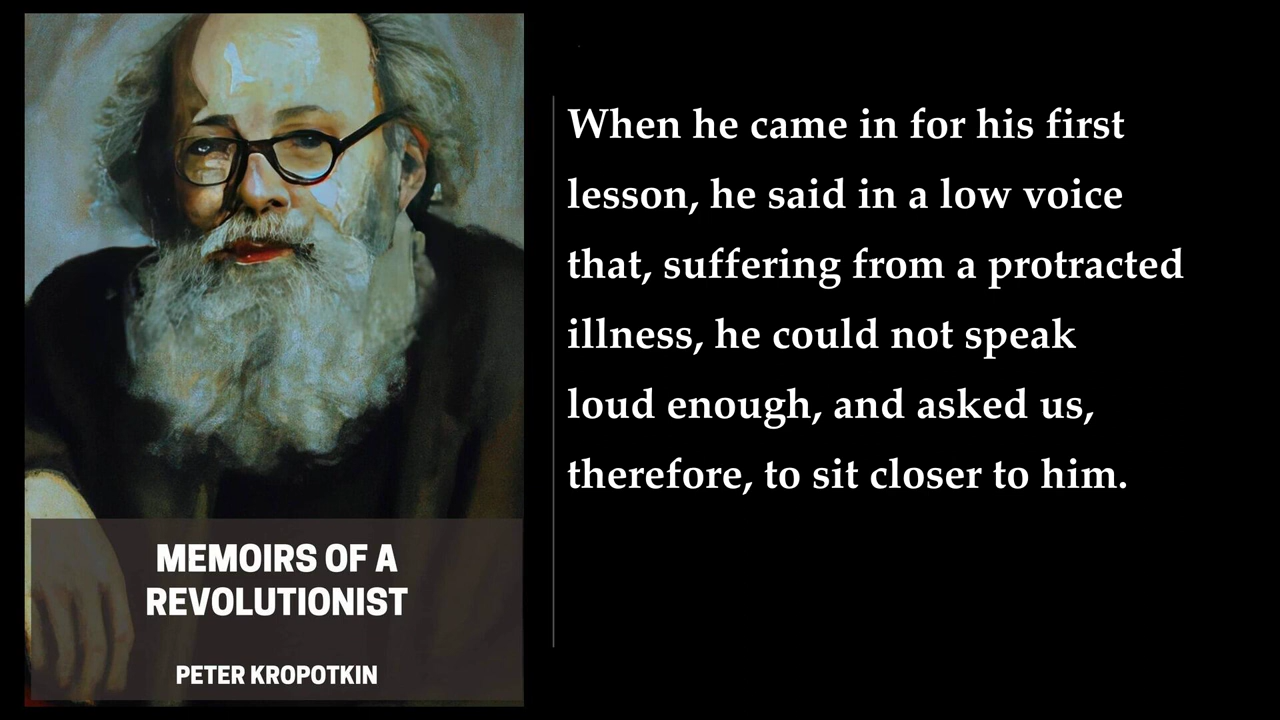 MEMOIRS OF A
REVOLUTIONIST
PETER KROPOTKIN
When he came in for his first
lesson, he said in a low voice
that, suffering from a protracted
illness, he could not speak
loud enough, and asked us,
therefore, to sit closer to him.